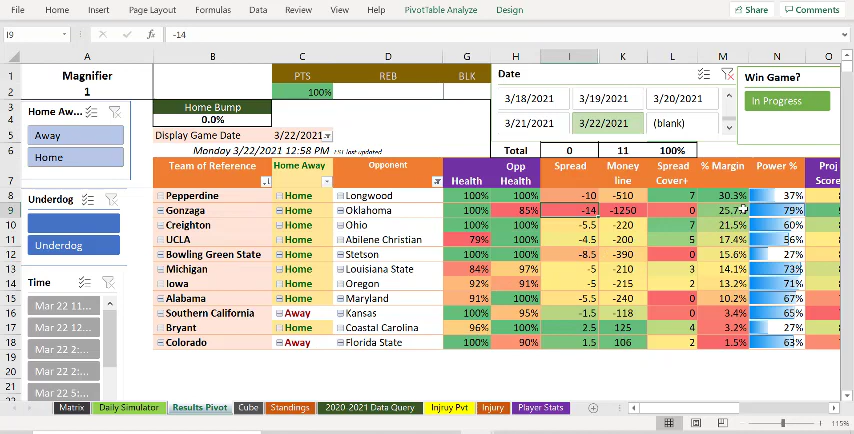 File Home Insert Page Layout Formulas Data Review View Help PivotTable Analyze Design Share Comments
I9 fx -14
A B C D G H I K L M N O
1 Magnifier PTS REB BLK
2 1 100%
Date
3/18/2021 3/19/2021 3/20/2021
3/21/2021 3/22/2021 (blank)
Win Game?
In Progress
3 Home Aw... Home Bump
4 0.0%
5 Away Display Game Date 3/22/2021
6 Home Monday 3/22/2021 12:58 PM EST last updated Total 0 11 100%
7 Team of Reference Home Away Opponent Health Opp Health Spread Money line Spread Cover+ % Margin Power % Proj Score
8 Pepperdine Home Longwood 100% 100% -10 -510 7 30.3% 37%
9 Gonzaga Home Oklahoma 100% 85% -14 -1250 0 25.7% 79%
10 Creighton Home Ohio 100% 100% -5.5 -220 7 21.5% 60%
11 UCLA Home Abilene Christian 79% 100% -4.5 -200 5 17.4% 56%
12 Bowling Green State Home Stetson 100% 100% -8.5 -390 0 15.6% 27%
13 Michigan Home Louisiana State 84% 97% -5 -210 3 14.1% 73%
14 Iowa Home Oregon 92% 91% -5 -215 2 13.2% 71%
15 Alabama Home Maryland 91% 100% -5.5 -240 0 10.2% 67%
16 Southern California Away Kansas 100% 95% -1.5 -118 0 3.4% 65%
17 Bryant Home Coastal Carolina 96% 100% 2.5 125 4 3.2% 27%
18 Colorado Away Florida State 100% 90% 1.5 106 2 1.5% 63%
19
20
21
22
Underdog
Underdog
Time
Mar 22 11...
Mar 22 12...
Mar 22 2:...
Mar 22 2:...
Mar 22 5:...
Matrix Daily Simulator Results Pivot Cube Standings 2020-2021 Data Query Injruy Pvt Injury Player Stats
115%